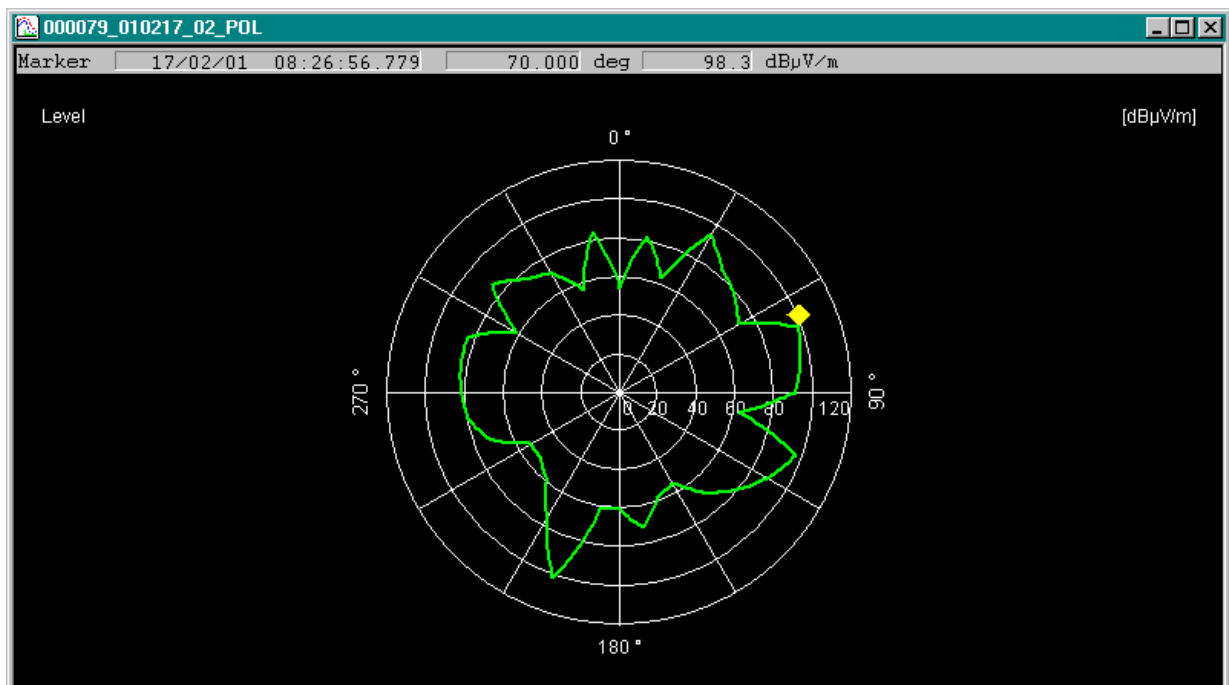 000079_010217_02_POL
Marker 17/02/01 08:26:56.779 70.000 deg 98.3 dBµV/m
Level [dBµV/m]
0 °
270 ° 90 °
0 20 40 60 80 120
180 °